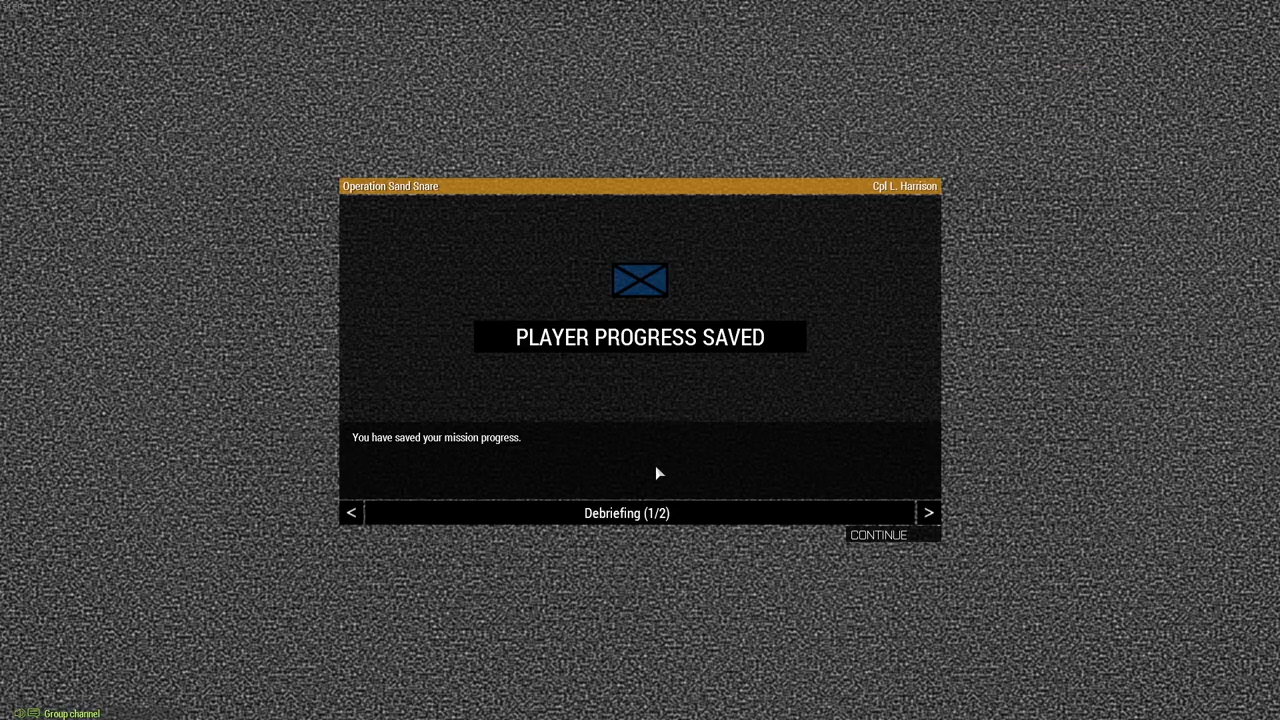 Operation Sand Snare
Cpl L. Harrison
PLAYER PROGRESS SAVED
You have saved your mission progress.
< Debriefing (1/2) >
CONTINUE
Group channel